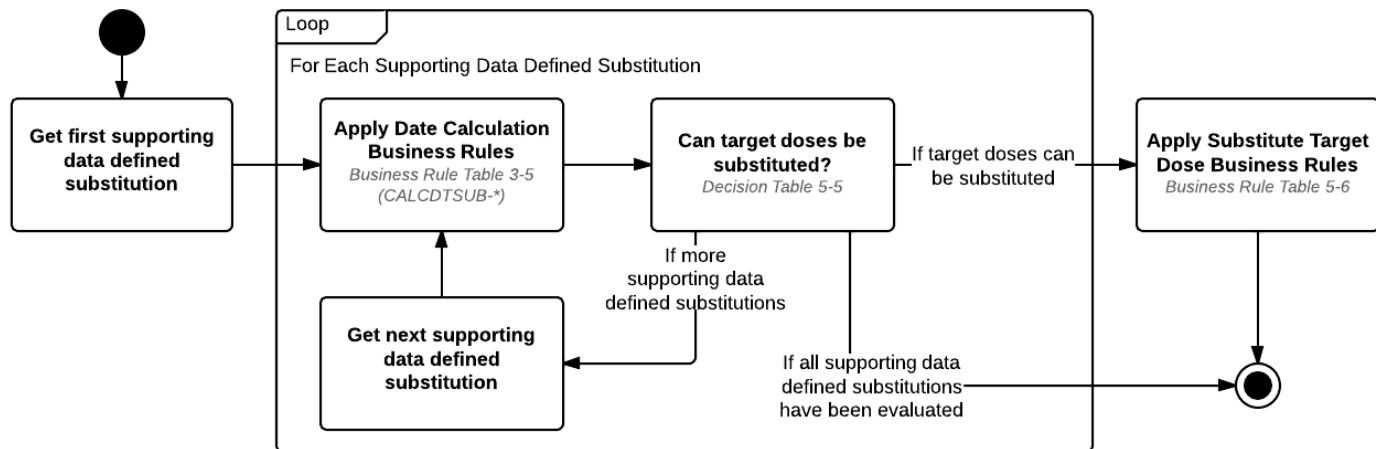 Loop
For Each Supporting Data Defined Substitution
Get first supporting
data defined
substitution
Apply Date Calculation
Business Rules
Business Rule Table 3-5
(CALCDTSUB-*)
Can target doses be
substituted?
Decision Table 5-5
If target doses can
be substituted
Apply Substitute Target
Dose Business Rules
Business Rule Table 5-6
If more
supporting data
defined substitutions
Get next supporting
data defined
substitution
If all supporting data
defined substitutions
have been evaluated